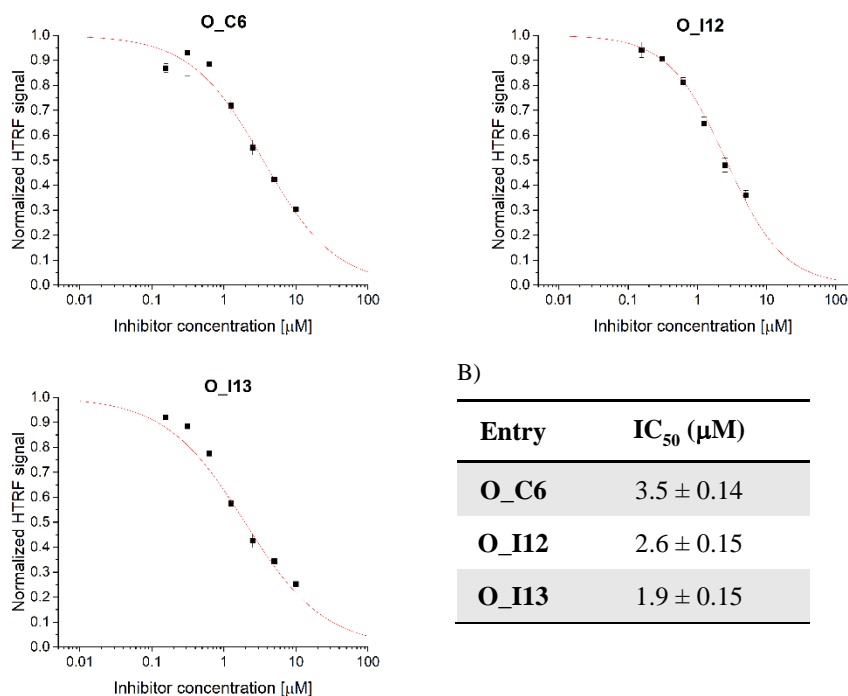 O_C6
1.0
0.9
0.8
0.7
0.6
0.5
0.4
0.3
0.2
0.1
0.0
Normalized HTRF signal
0.01 0.1 1 10 100
Inhibitor concentration [µM]
O_I12
1.0
0.9
0.8
0.7
0.6
0.5
0.4
0.3
0.2
0.1
0.0
Normalized HTRF signal
0.01 0.1 1 10 100
Inhibitor concentration [µM]
O_I13
1.0
0.9
0.8
0.7
0.6
0.5
0.4
0.3
0.2
0.1
0.0
Normalized HTRF signal
0.01 0.1 1 10 100
Inhibitor concentration [µM]
B)
Entry IC50 (µM)
O_C6 3.5 ± 0.14
O_I12 2.6 ± 0.15
O_I13 1.9 ± 0.15